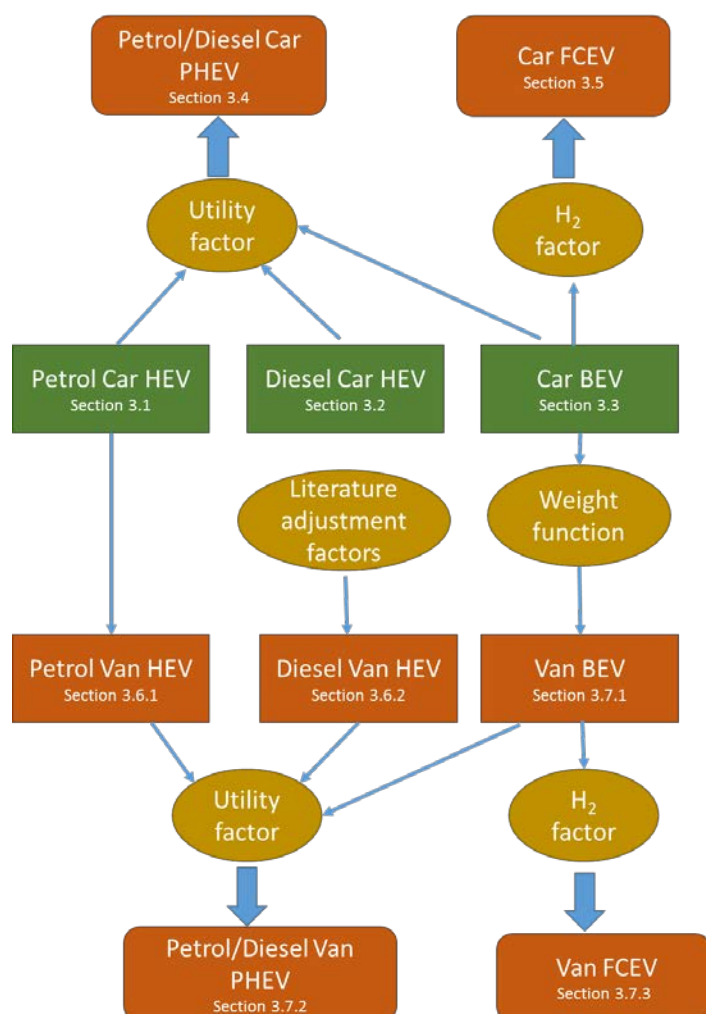 Petrol/Diesel Car
PHEV
Section 3.4
Car FCEV
Section 3.5
Utility
factor
H₂
factor
Petrol Car HEV
Section 3.1
Diesel Car HEV
Section 3.2
Car BEV
Section 3.3
Literature
adjustment
factors
Weight
function
Petrol Van HEV
Section 3.6.1
Diesel Van HEV
Section 3.6.2
Van BEV
Section 3.7.1
Utility
factor
H₂
factor
Petrol/Diesel Van
PHEV
Section 3.7.2
Van FCEV
Section 3.7.3